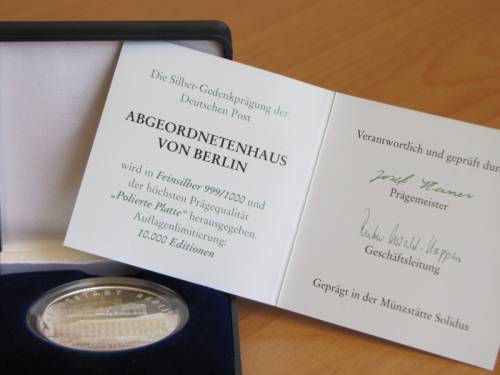 Die Silber-Gedenkprägung der
Deutschen Post
ABGEORDNETENHAUS
VON BERLIN
wird in Feinsilber 999/1000 und
der höchsten Prägequalität
„Polierte Platte" herausgegeben.
Auflagenlimitierung:
10.000 Editionen
Verantwortlich und geprüft durch
Prägemeister
Geschäftsleitung
Geprägt in der Münzstätte Solidus